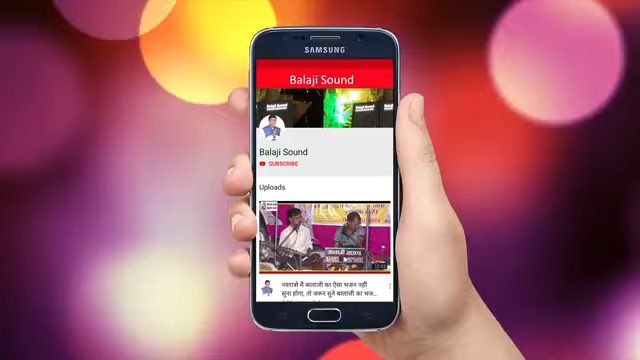 SAMSUNG
Balaji Sound
Balaji Sound
SUBSCRIBE
Uploads
नवरात्रो मै बालाजी का ऐसा भजन नहीं
सुना होगा, तो जरूर सुने बालाजी का भज...